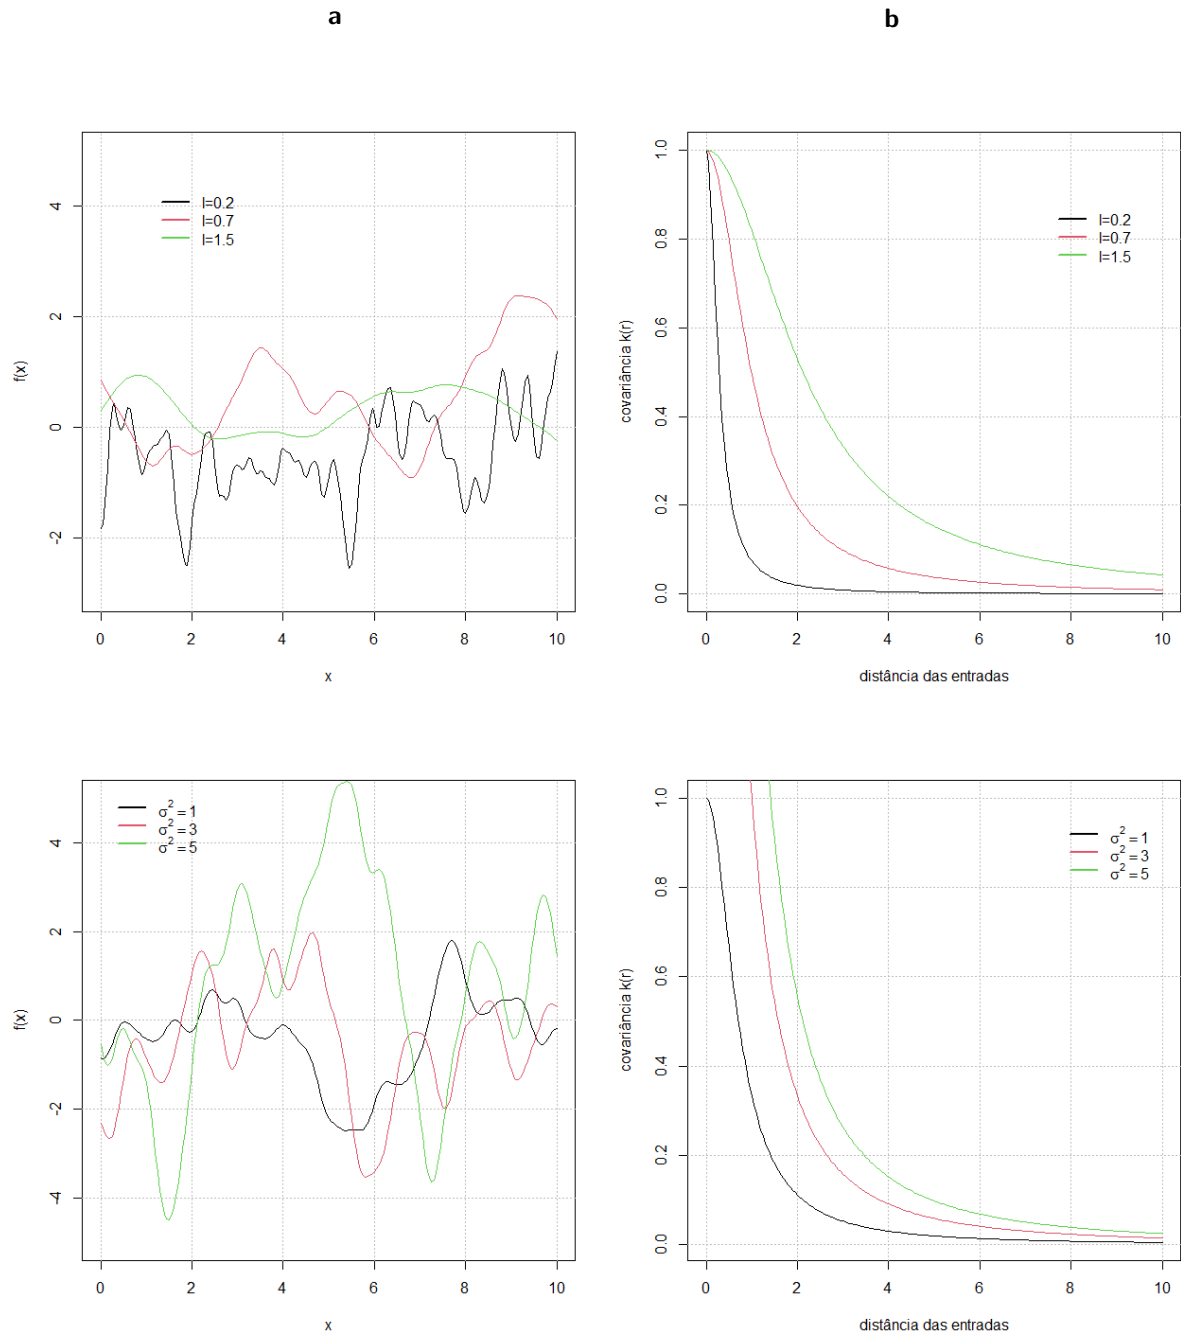 a
b
f(x)
4
2
0
-2
l=0.2
l=0.7
l=1.5
0 2 4 6 8 10
x
covariância k(r)
1.0
0.8
0.6
0.4
0.2
0.0
l=0.2
l=0.7
l=1.5
0 2 4 6 8 10
distância das entradas
f(x)
4
2
0
-2
-4
σ² = 1
σ² = 3
σ² = 5
0 2 4 6 8 10
x
covariância k(r)
1.0
0.8
0.6
0.4
0.2
0.0
σ² = 1
σ² = 3
σ² = 5
0 2 4 6 8 10
distância das entradas